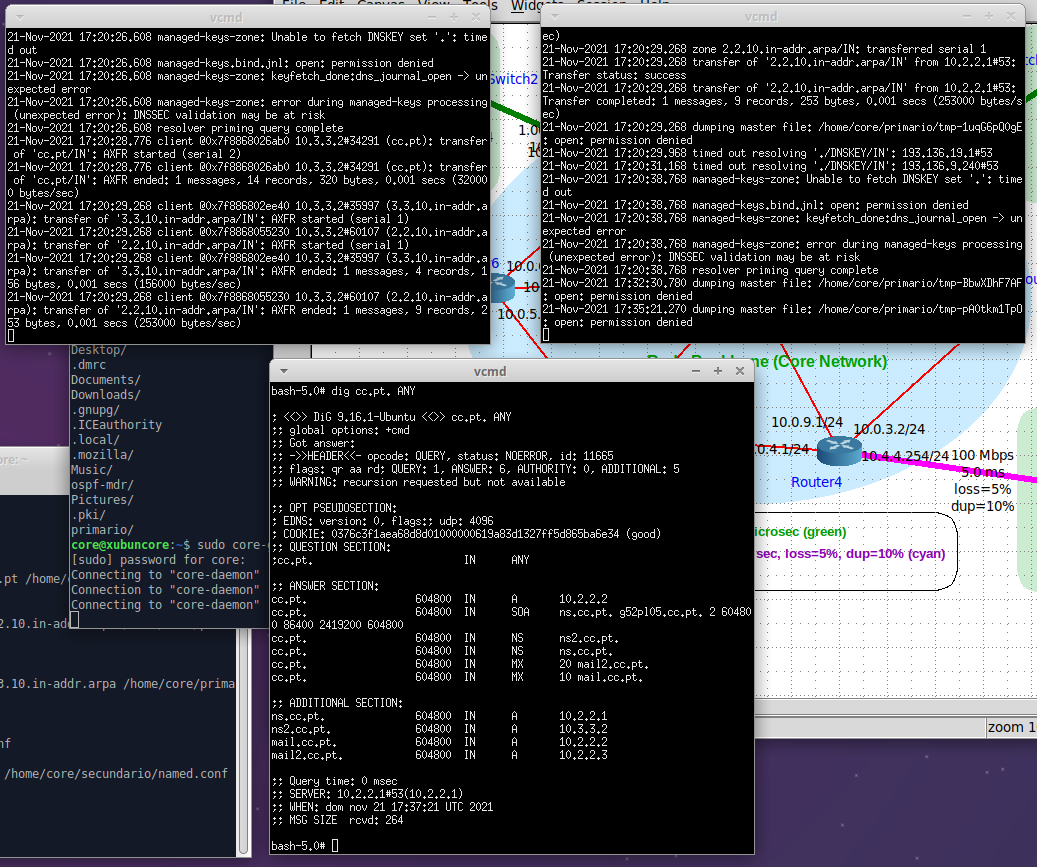 File Edit Canvas View Tools Widgets Session Help
vcmd
21-Nov-2021 17:20:26.608 managed-keys-zone: Unable to fetch DNSKEY set '.': time
d out
21-Nov-2021 17:20:26.608 managed-keys.bind.jnl: open: permission denied
21-Nov-2021 17:20:26.608 managed-keys-zone: keyfetch_done:dns_journal_open -> un
expected error
21-Nov-2021 17:20:26.608 managed-keys-zone: error during managed-keys processing
(unexpected error): DNSSEC validation may be at risk
21-Nov-2021 17:20:26.608 resolver priming query complete
21-Nov-2021 17:20:28.776 client @0x7f8868026ab0 10.3.3.2#34291 (cc.pt): transfer
of 'cc.pt/IN': AXFR started (serial 2)
21-Nov-2021 17:20:28.776 client @0x7f8868026ab0 10.3.3.2#34291 (cc.pt): transfer
of 'cc.pt/IN': AXFR ended: 1 messages, 14 records, 320 bytes, 0.001 secs (32000
0 bytes/sec)
21-Nov-2021 17:20:29.268 client @0x7f886802ee40 10.3.3.2#35997 (3.3.10.in-addr.a
rpa): transfer of '3.3.10.in-addr.arpa/IN': AXFR started (serial 1)
21-Nov-2021 17:20:29.268 client @0x7f8868055230 10.3.3.2#60107 (2.2.10.in-addr.a
rpa): transfer of '2.2.10.in-addr.arpa/IN': AXFR started (serial 1)
21-Nov-2021 17:20:29.268 client @0x7f886802ee40 10.3.3.2#35997 (3.3.10.in-addr.a
rpa): transfer of '3.3.10.in-addr.arpa/IN': AXFR ended: 1 messages, 4 records, 1
56 bytes, 0.001 secs (156000 bytes/sec)
21-Nov-2021 17:20:29.268 client @0x7f8868055230 10.3.3.2#60107 (2.2.10.in-addr.a
rpa): transfer of '2.2.10.in-addr.arpa/IN': AXFR ended: 1 messages, 9 records, 2
53 bytes, 0.001 secs (253000 bytes/sec)
vcmd
ec)
21-Nov-2021 17:20:29.268 zone 2.2.10.in-addr.arpa/IN: transferred serial 1
21-Nov-2021 17:20:29.268 transfer of '2.2.10.in-addr.arpa/IN' from 10.2.2.1#53:
Transfer status: success
21-Nov-2021 17:20:29.268 transfer of '2.2.10.in-addr.arpa/IN' from 10.2.2.1#53:
Transfer completed: 1 messages, 9 records, 253 bytes, 0.001 secs (253000 bytes/s
ec)
21-Nov-2021 17:20:29.268 dumping master file: /home/core/primario/tmp-1uqG6pQ0gE
: open: permission denied
21-Nov-2021 17:20:29.268 timed out resolving './DNSKEY/IN': 193.136.19.1#53
21-Nov-2021 17:20:31.168 timed out resolving './DNSKEY/IN': 193.136.9.240#53
21-Nov-2021 17:20:38.768 managed-keys-zone: Unable to fetch DNSKEY set '.': time
d out
21-Nov-2021 17:20:38.768 managed-keys.bind.jnl: open: permission denied
21-Nov-2021 17:20:38.768 managed-keys-zone: keyfetch_done:dns_journal_open -> un
expected error
21-Nov-2021 17:20:38.768 managed-keys-zone: error during managed-keys processing
(unexpected error): DNSSEC validation may be at risk
21-Nov-2021 17:20:38.768 resolver priming query complete
21-Nov-2021 17:32:30.780 dumping master file: /home/core/primario/tmp-BbwXDhF7AF
: open: permission denied
21-Nov-2021 17:35:21.270 dumping master file: /home/core/primario/tmp-pA0tkm1TpO
: open: permission denied
Switch2
10.0.5.
(Core Network)
10.0.9.1/24
10.0.3.2/24
0.4.1/24
10.4.4.254/24
Router4
100 Mbps
5.0 ms
loss=5%
dup=10%
icrosec (green)
sec, loss=5%, dup=10% (cyan)
zoom 1
Desktop/
.dmrc
Documents/
Downloads/
.gnupg/
.ICEauthority
.local/
.mozilla/
Music/
ospf-mdr/
Pictures/
.pki/
primario/
core@xubuncore:~$ sudo core-
[sudo] password for core:
Connecting to "core-daemon"
Connecting to "core-daemon"
Connecting to "core-daemon"
ore: ~
.pt /home/
2.10.in-ad
3.10.in-addr.arpa /home/core/prima
nf
/home/core/secundario/named.conf
vcmd
bash-5.0# dig cc.pt. ANY
; <<>> DiG 9.16.1-Ubuntu <<>> cc.pt. ANY
;; global options: +cmd
;; Got answer:
;; ->>HEADER<<- opcode: QUERY, status: NOERROR, id: 11665
;; flags: qr aa rd; QUERY: 1, ANSWER: 6, AUTHORITY: 0, ADDITIONAL: 5
;; WARNING: recursion requested but not available
;; OPT PSEUDOSECTION:
; EDNS: version: 0, flags:; udp: 4096
; COOKIE: 0376c3f1aea68d8d01000000619a83d1327ff5d865ba6e34 (good)
;; QUESTION SECTION:
;cc.pt. IN ANY
;; ANSWER SECTION:
cc.pt. 604800 IN A 10.2.2.2
cc.pt. 604800 IN SOA ns.cc.pt. g52pl05.cc.pt. 2 60480
0 86400 2419200 604800
cc.pt. 604800 IN NS ns2.cc.pt.
cc.pt. 604800 IN NS ns.cc.pt.
cc.pt. 604800 IN MX 20 mail2.cc.pt.
cc.pt. 604800 IN MX 10 mail.cc.pt.
;; ADDITIONAL SECTION:
ns.cc.pt. 604800 IN A 10.2.2.1
ns2.cc.pt. 604800 IN A 10.3.3.2
mail.cc.pt. 604800 IN A 10.2.2.2
mail2.cc.pt. 604800 IN A 10.2.2.3
;; Query time: 0 msec
;; SERVER: 10.2.2.1#53(10.2.2.1)
;; WHEN: dom nov 21 17:37:21 UTC 2021
;; MSG SIZE rcvd: 264
bash-5.0#